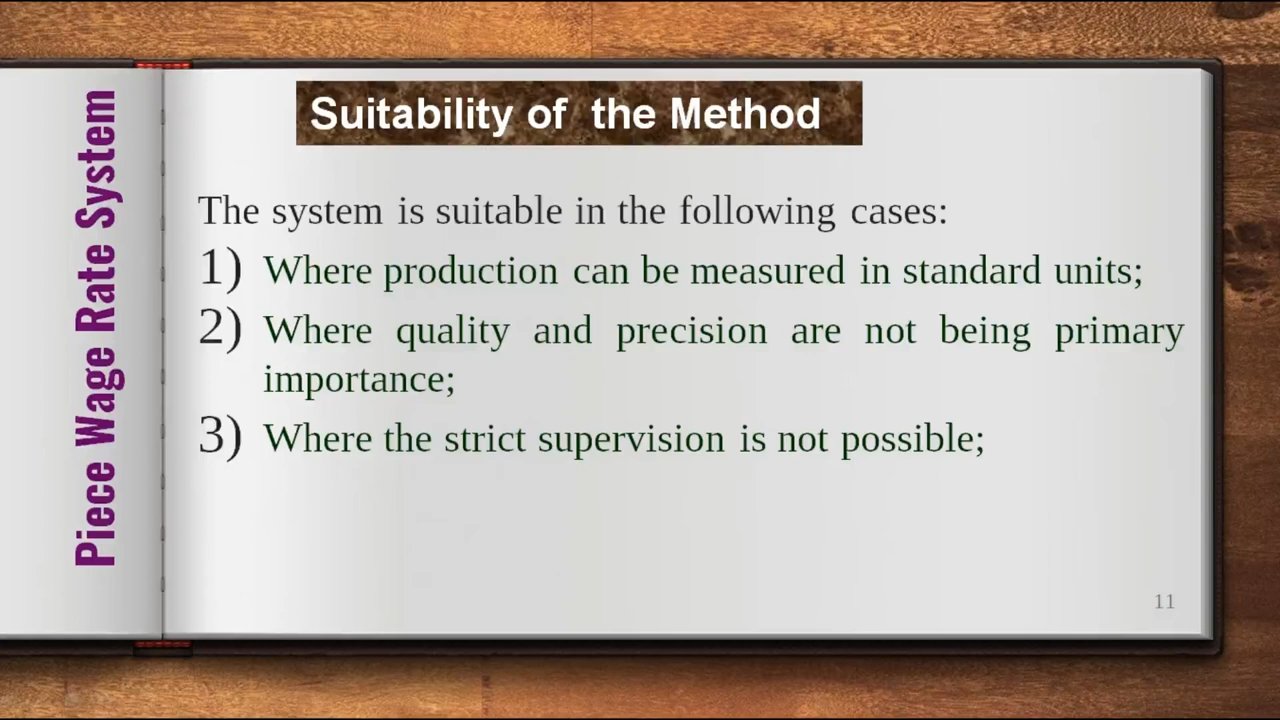 Piece Wage Rate System
Suitability of the Method
The system is suitable in the following cases:
1) Where production can be measured in standard units;
2) Where quality and precision are not being primary
importance;
3) Where the strict supervision is not possible;
11